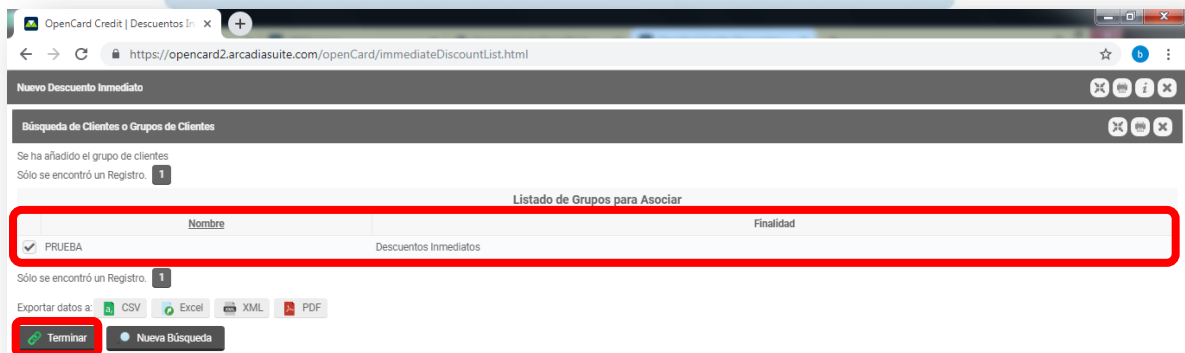 OpenCard Credit | Descuentos In
https://opencard2.arcadiasuite.com/openCard/immediateDiscountList.html
b
Nuevo Descuento Inmediato
Búsqueda de Clientes o Grupos de Clientes
Se ha añadido el grupo de clientes
Sólo se encontró un Registro. 1
Listado de Grupos para Asociar
Nombre Finalidad
PRUEBA Descuentos Inmediatos
Sólo se encontró un Registro. 1
Exportar datos a: CSV Excel XML PDF
Terminar Nueva Búsqueda